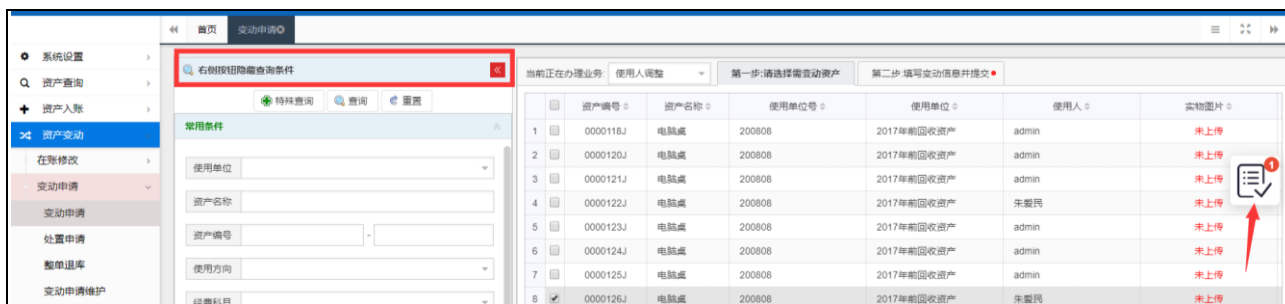 首页 变动申请
系统设置
资产查询
资产入账
资产变动
在账修改
变动申请
变动申请
处置申请
整单退库
变动申请维护
右侧按钮隐藏查询条件
特殊查询 查询 重置
常用条件
使用单位
资产名称
资产编号 -
使用方向
经费科目
当前正在办理业务: 使用人调整 第一步:请选择需变动资产 第二步:填写变动信息并提交
资产编号 资产名称 使用单位号 使用单位 使用人 实物图片
1 0000118J 电脑桌 200808 2017年前回收资产 admin 未上传
2 0000120J 电脑桌 200808 2017年前回收资产 admin 未上传
3 0000121J 电脑桌 200808 2017年前回收资产 admin 未上传
4 0000122J 电脑桌 200808 2017年前回收资产 朱爱民 未上传
5 0000123J 电脑桌 200808 2017年前回收资产 admin 未上传
6 0000124J 电脑桌 200808 2017年前回收资产 admin 未上传
7 0000125J 电脑桌 200808 2017年前回收资产 admin 未上传
8 0000126J 电脑桌 200808 2017年前回收资产 朱爱民 未上传
1